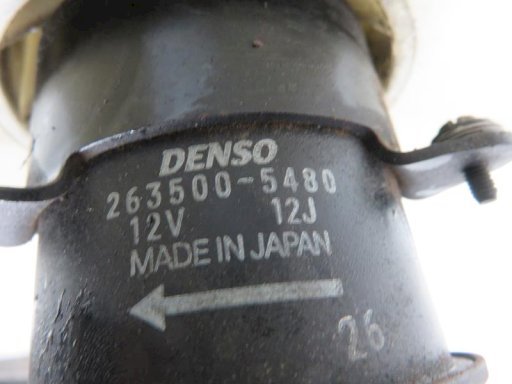 DENSO
263500-5480
12V 12J
MADE IN JAPAN
26